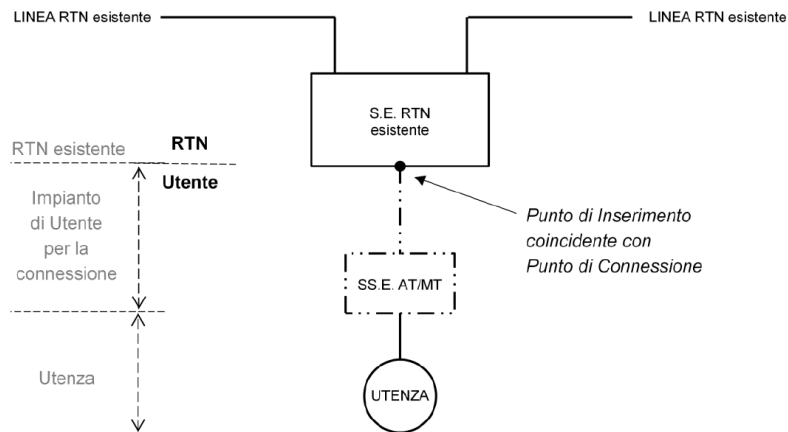 LINEA RTN esistente
LINEA RTN esistente
S.E. RTN
esistente
RTN esistente
RTN
Utente
Impianto
di Utente
per la
connessione
Punto di Inserimento
coincidente con
Punto di Connessione
SS.E. AT/MT
Utenza
UTENZA